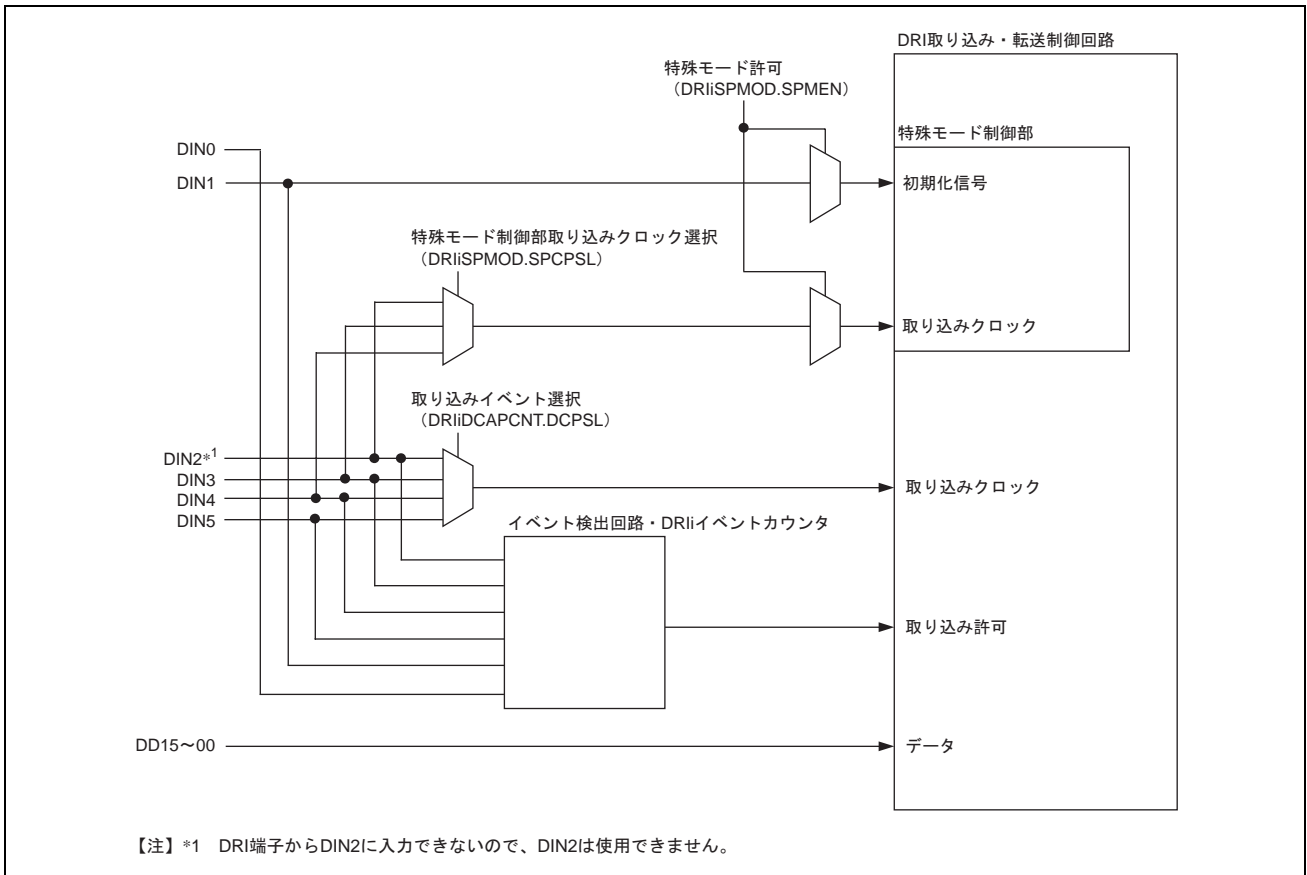 DRI取り込み・転送制御回路
特殊モード許可
（DRIiSPMOD.SPMEN）
特殊モード制御部
DIN0
DIN1
初期化信号
特殊モード制御部取り込みクロック選択
（DRIiSPMOD.SPCPSL）
取り込みクロック
取り込みイベント選択
（DRIiDCAPCNT.DCPSL）
DIN2*1
DIN3
DIN4
DIN5
取り込みクロック
イベント検出回路・DRIiイベントカウンタ
取り込み許可
DD15～00
データ
【注】*1 DRI端子からDIN2に入力できないので、DIN2は使用できません。